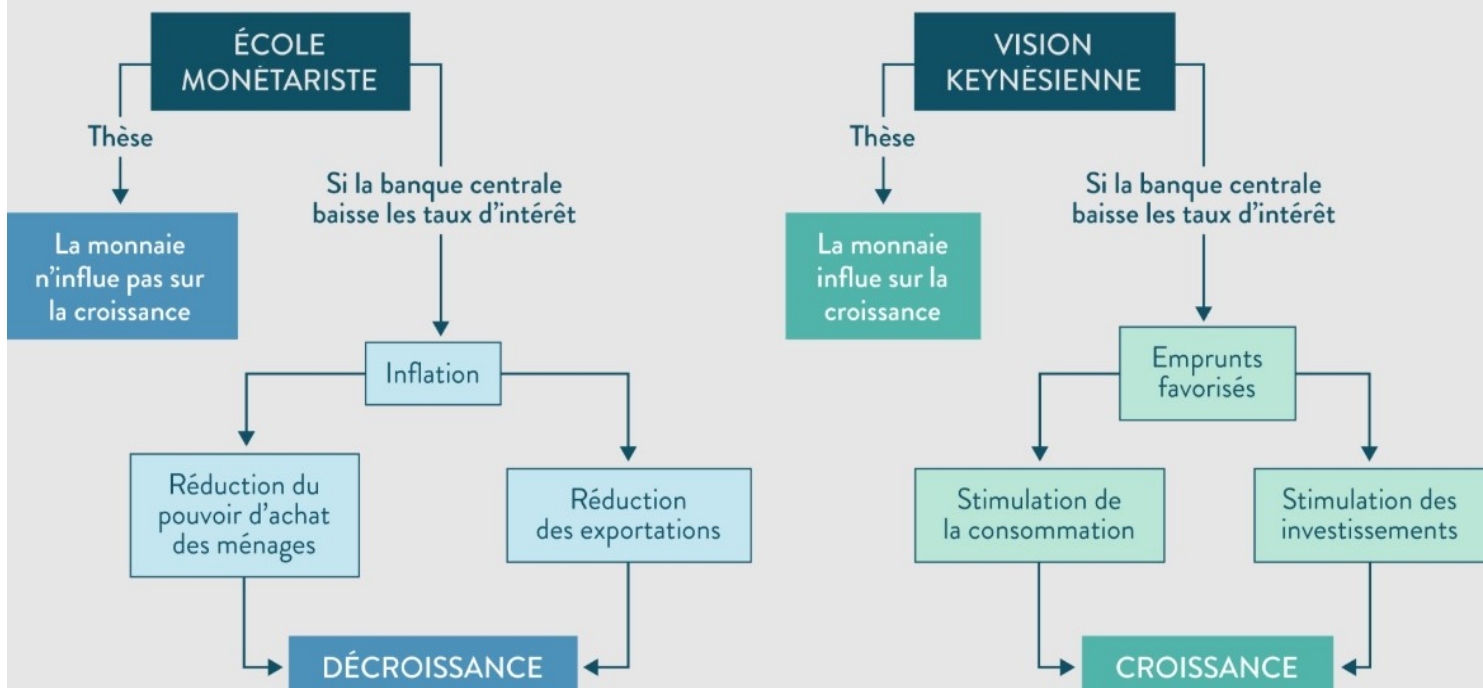 ÉCOLE
MONÉTARISTE
Thèse
Si la banque centrale
baisse les taux d’intérêt
La monnaie
n’influe pas sur
la croissance
Inflation
Réduction du
pouvoir d’achat
des ménages
Réduction
des exportations
DÉCROISSANCE
VISION
KEYNÉSIENNE
Thèse
Si la banque centrale
baisse les taux d’intérêt
La monnaie
influe sur la
croissance
Emprunts
favorisés
Stimulation de
la consommation
Stimulation des
investissements
CROISSANCE